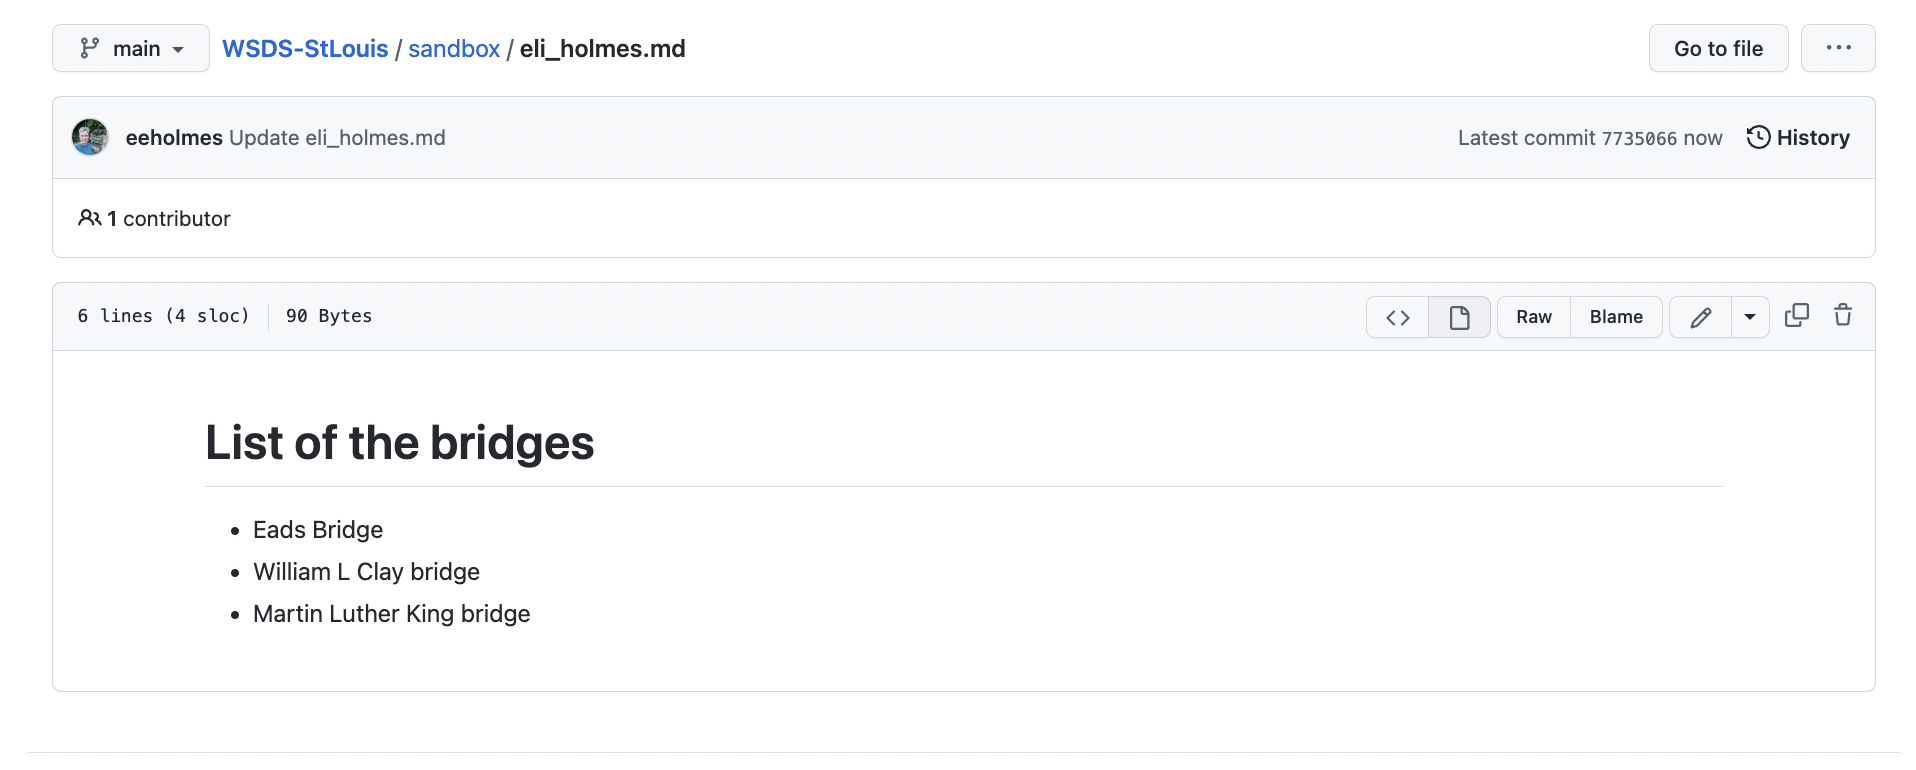 main WSDS-StLouis / sandbox / eli_holmes.md Go to file ...
eeholmes Update eli_holmes.md Latest commit 7735066 now History
1 contributor
6 lines (4 sloc) 90 Bytes <> Raw Blame
List of the bridges
• Eads Bridge
• William L Clay bridge
• Martin Luther King bridge